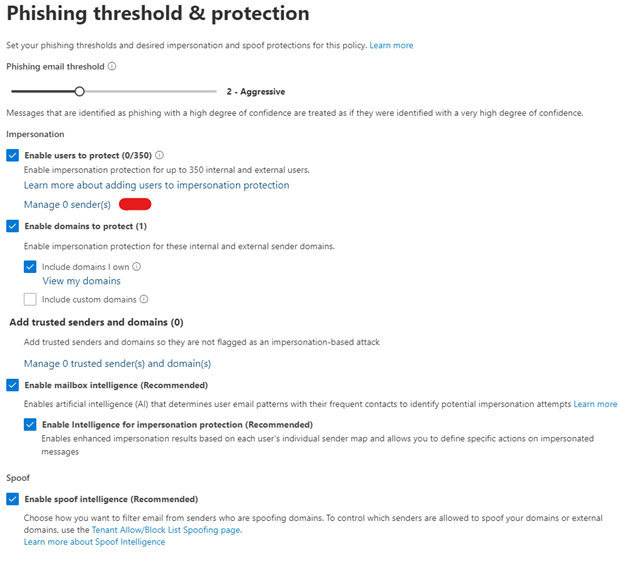 Phishing threshold & protection
Set your phishing thresholds and desired impersonation and spoof protections for this policy. Learn more
Phishing email threshold
2 - Aggressive
Messages that are identified as phishing with a high degree of confidence are treated as if they were identified with a very high degree of confidence.
Impersonation
Enable users to protect (0/350)
Enable impersonation protection for up to 350 internal and external users.
Learn more about adding users to impersonation protection
Manage 0 sender(s)
Enable domains to protect (1)
Enable impersonation protection for these internal and external sender domains.
Include domains I own
View my domains
Include custom domains
Add trusted senders and domains (0)
Add trusted senders and domains so they are not flagged as an impersonation-based attack
Manage 0 trusted sender(s) and domain(s)
Enable mailbox intelligence (Recommended)
Enables artificial intelligence (AI) that determines user email patterns with their frequent contacts to identify potential impersonation attempts Learn more
Enable Intelligence for impersonation protection (Recommended)
Enables enhanced impersonation results based on each user's individual sender map and allows you to define specific actions on impersonated
messages
Spoof
Enable spoof intelligence (Recommended)
Choose how you want to filter email from senders who are spoofing domains. To control which senders are allowed to spoof your domains or external
domains, use the Tenant Allow/Block List Spoofing page.
Learn more about Spoof Intelligence